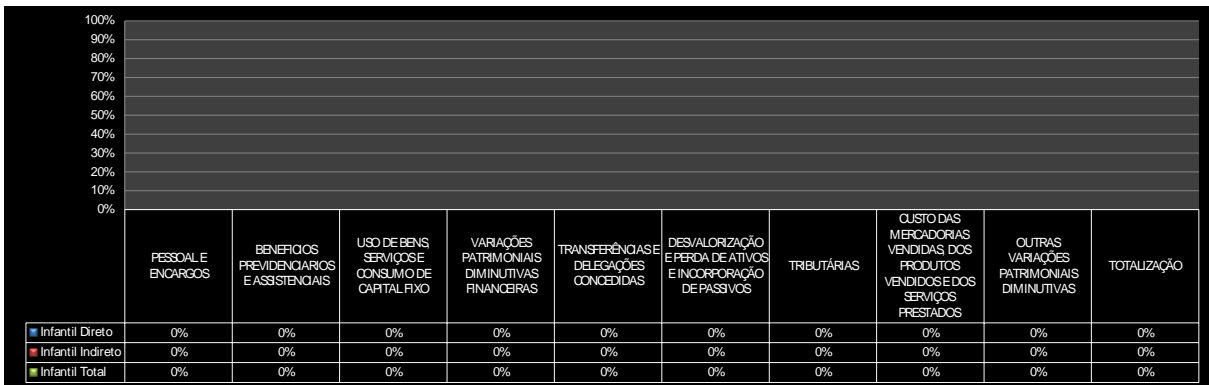 100%
90%
80%
70%
60%
50%
40%
30%
20%
10%
0%
PESSOAL E
ENCARGOS
BENEFICIOS
PREVIDENCIARIOS
E ASSISTENCIAIS
USO DE BENS,
SERVIÇOS E
CONSUMO DE
CAPITAL FIXO
VARIAÇÕES
PATRIMONIAIS
DIMINUTIVAS
FINANCEIRAS
TRANSFERÊNCIAS E
DELEGAÇÕES
CONCEDIDAS
DESVALORIZAÇÃO
E PERDA DE ATIVOS
E INCORPORAÇÃO
DE PASSIVOS
TRIBUTÁRIAS
CUSTO DAS
MERCADORIAS
VENDIDAS, DOS
PRODUTOS
VENDIDOS E DOS
SERVIÇOS
PRESTADOS
OUTRAS
VARIAÇÕES
PATRIMONIAIS
DIMINUTIVAS
TOTALIZAÇÃO
Infantil Direto 0% 0% 0% 0% 0% 0% 0% 0% 0% 0%
Infantil Indireto 0% 0% 0% 0% 0% 0% 0% 0% 0% 0%
Infantil Total 0% 0% 0% 0% 0% 0% 0% 0% 0% 0%